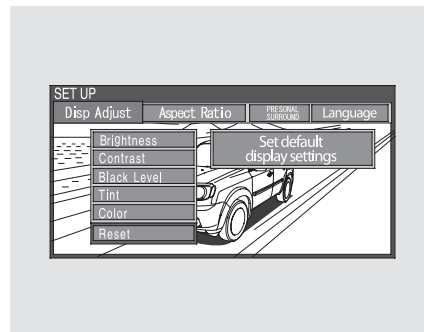 SET UP
Disp Adjust
Aspect Ratio
PRESONAL
SURROUND
Language
Brightness
Contrast
Black Level
Tint
Color
Reset
Set default
display settings